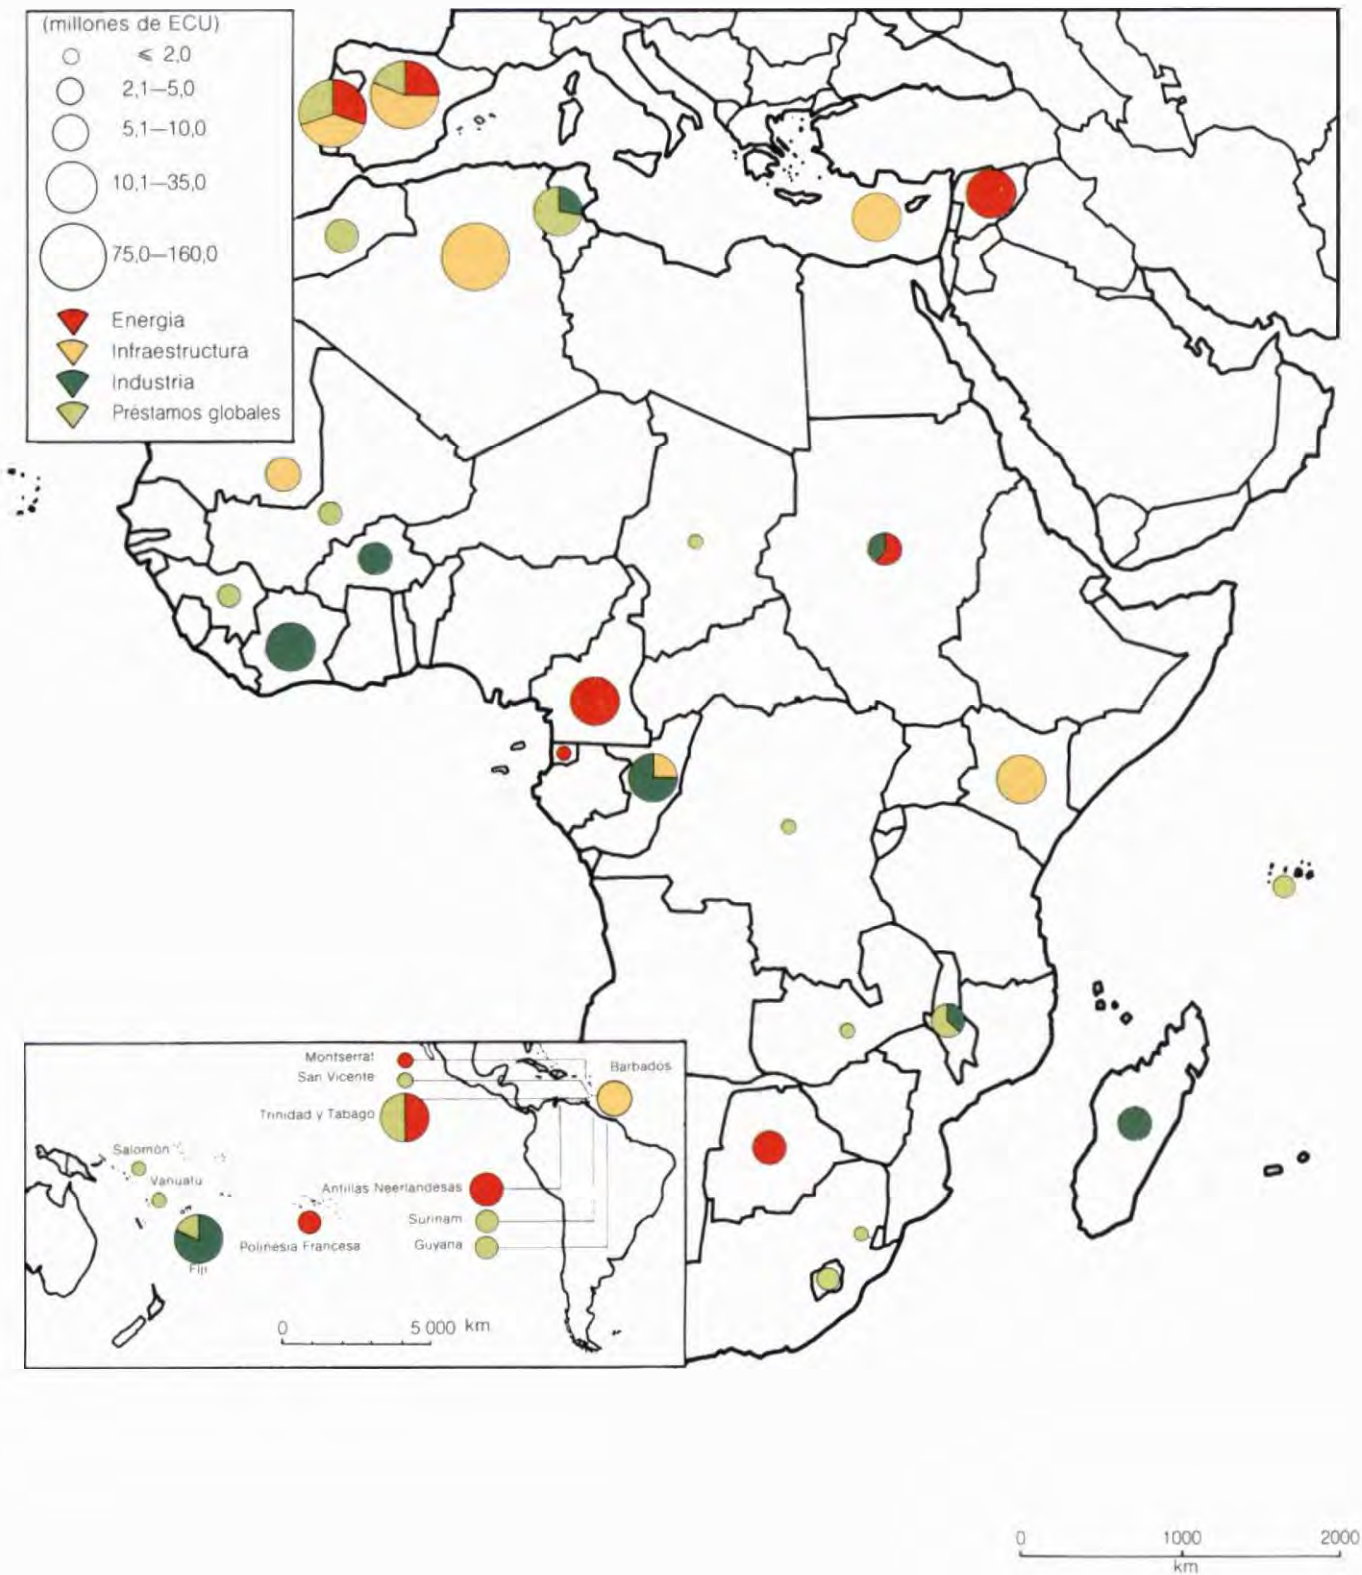 (millones de ECU)
≤ 2,0
2,1—5,0
5,1—10,0
10,1—35,0
75,0—160,0
Energia
Infraestructura
Industria
Préstamos globales
Montserrat
San Vicente
Barbados
Trinidad y Tabago
Salomón
Vanuatu
Antillas Neerlandesas
Surinam
Polinesia Francesa
Guyana
Fiji
0 5 000 km
0 1000 2000
km